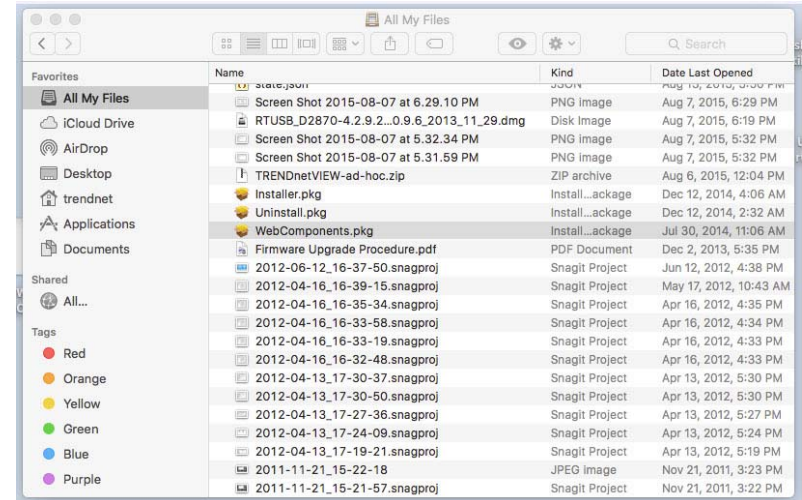 All My Files
Search
Favorites
All My Files
iCloud Drive
AirDrop
Desktop
trendnet
Applications
Documents
Shared
All...
Tags
Red
Orange
Yellow
Green
Blue
Purple
Name Kind Date Last Opened
state.json JSON Aug 13, 2015, 3:50 PM
Screen Shot 2015-08-07 at 6.29.10 PM PNG image Aug 7, 2015, 6:29 PM
RTUSB_D2870-4.2.9.2...0.9.6_2013_11_29.dmg Disk Image Aug 7, 2015, 6:19 PM
Screen Shot 2015-08-07 at 5.32.34 PM PNG image Aug 7, 2015, 5:32 PM
Screen Shot 2015-08-07 at 5.31.59 PM PNG image Aug 7, 2015, 5:32 PM
TRENDnetVIEW-ad-hoc.zip ZIP archive Aug 6, 2015, 12:04 PM
Installer.pkg Install...ackage Dec 12, 2014, 4:06 AM
Uninstall.pkg Install...ackage Dec 12, 2014, 2:32 AM
WebComponents.pkg Install...ackage Jul 30, 2014, 11:06 AM
Firmware Upgrade Procedure.pdf PDF Document Dec 2, 2013, 5:35 PM
2012-06-12_16-37-50.snagproj Snagit Project Jun 12, 2012, 4:38 PM
2012-04-16_16-39-15.snagproj Snagit Project May 17, 2012, 10:43 AM
2012-04-16_16-35-34.snagproj Snagit Project Apr 16, 2012, 4:35 PM
2012-04-16_16-33-58.snagproj Snagit Project Apr 16, 2012, 4:34 PM
2012-04-16_16-33-19.snagproj Snagit Project Apr 16, 2012, 4:33 PM
2012-04-16_16-32-48.snagproj Snagit Project Apr 16, 2012, 4:33 PM
2012-04-13_17-30-37.snagproj Snagit Project Apr 13, 2012, 5:30 PM
2012-04-13_17-30-50.snagproj Snagit Project Apr 13, 2012, 5:30 PM
2012-04-13_17-27-36.snagproj Snagit Project Apr 13, 2012, 5:27 PM
2012-04-13_17-24-09.snagproj Snagit Project Apr 13, 2012, 5:24 PM
2012-04-13_17-19-21.snagproj Snagit Project Apr 13, 2012, 5:19 PM
2011-11-21_15-22-18 JPEG image Nov 21, 2011, 3:23 PM
2011-11-21_15-21-57.snagproj Snagit Project Nov 21, 2011, 3:22 PM